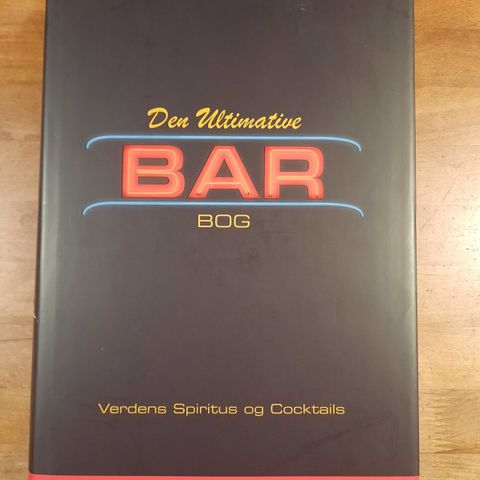 Den Ultimative
BAR
BOG
Verdens Spiritus og Cocktails